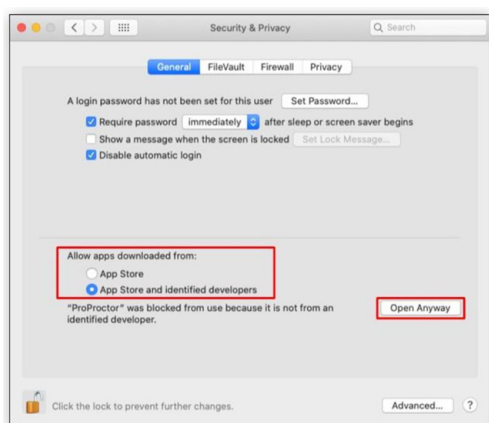 Security & Privacy
Search
General FileVault Firewall Privacy
A login password has not been set for this user Set Password...
Require password immediately after sleep or screen saver begins
Show a message when the screen is locked Set Lock Message...
Disable automatic login
Allow apps downloaded from:
App Store
App Store and identified developers
"ProProctor" was blocked from use because it is not from an
identified developer.
Open Anyway
Click the lock to prevent further changes.
Advanced... ?